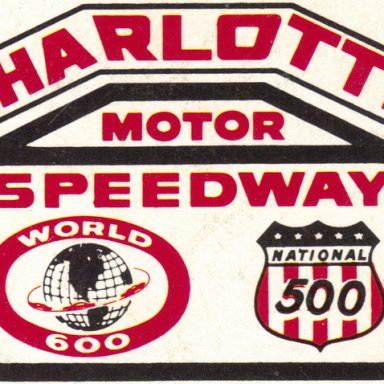 HARLOTT
MOTOR
SPEEDWAY
WORLD
600
NATIONAL
500